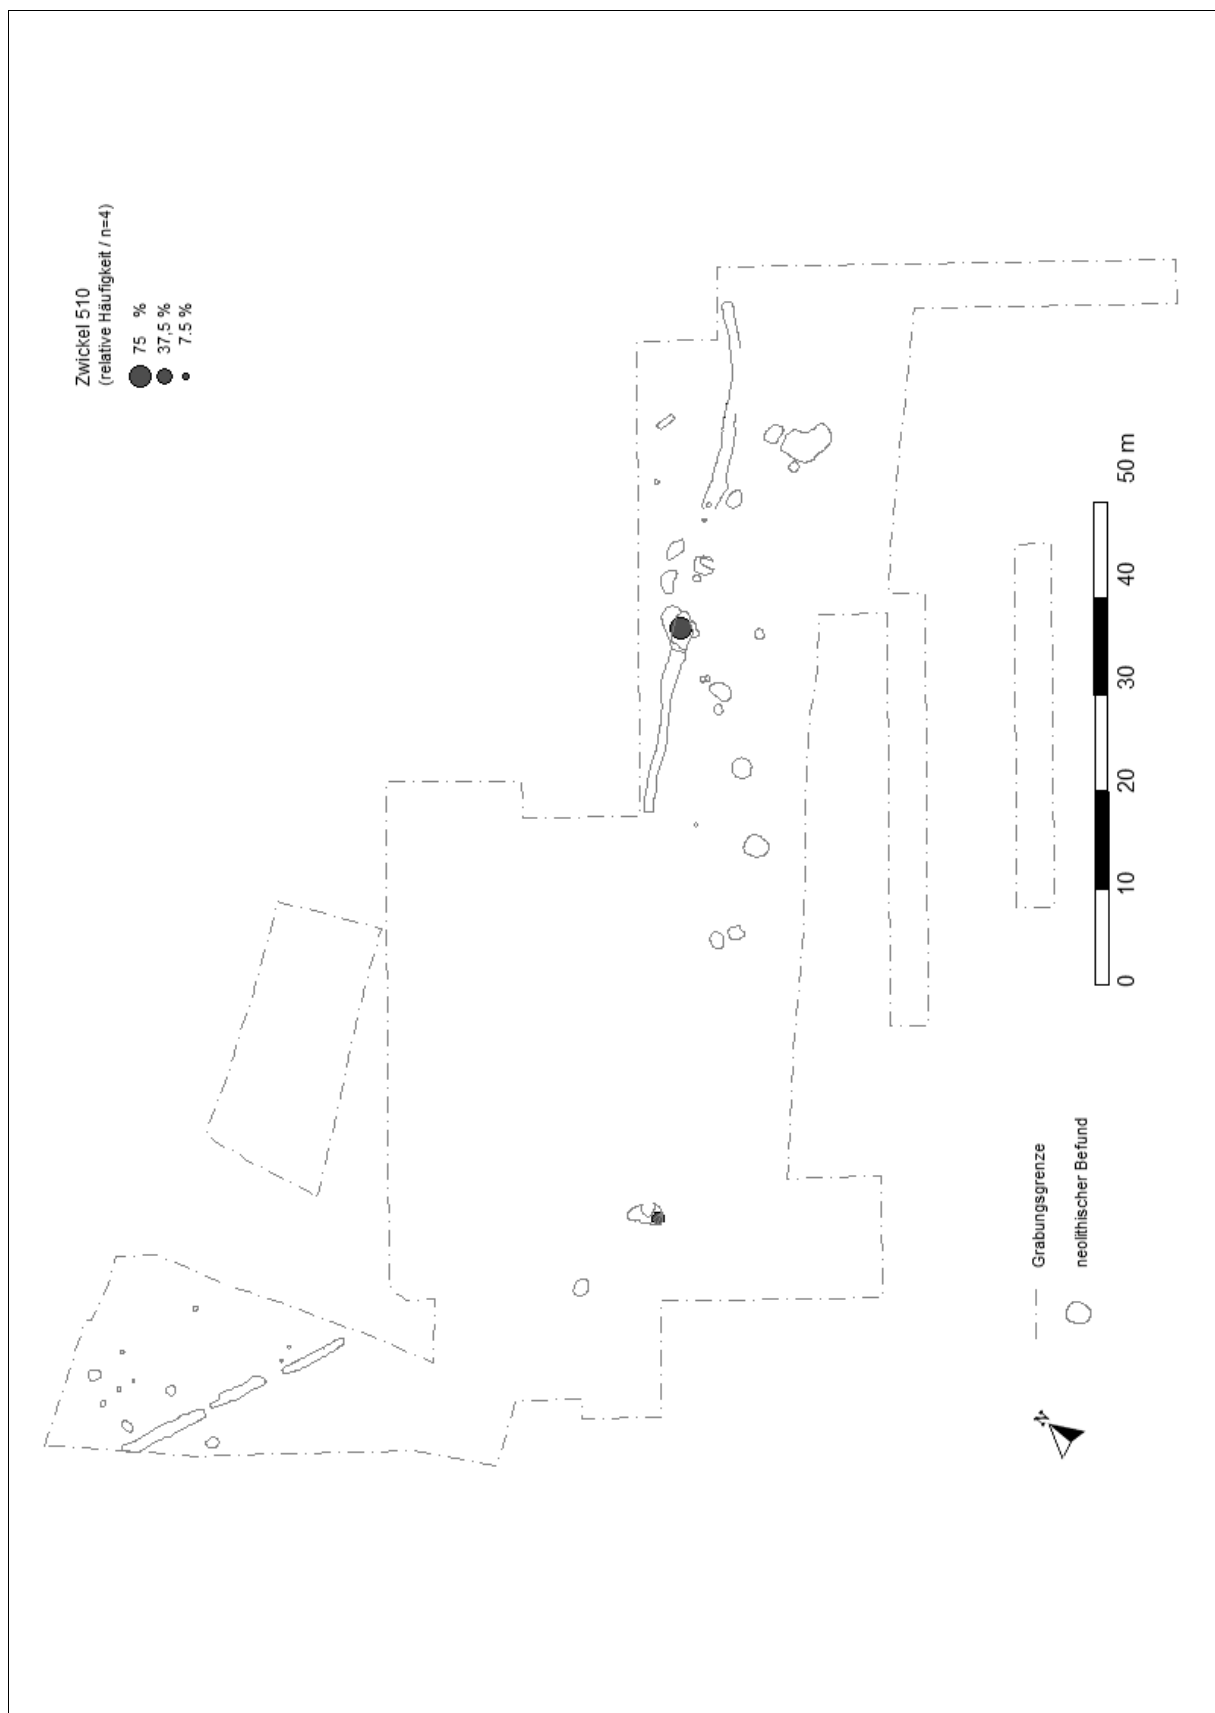 Zwickel 510
(relative Häufigkeit / n=4)
75 %
37,5 %
7.5 %
0 10 20 30 40 50 m
Grabungsgrenze
neolithischer Befund
N